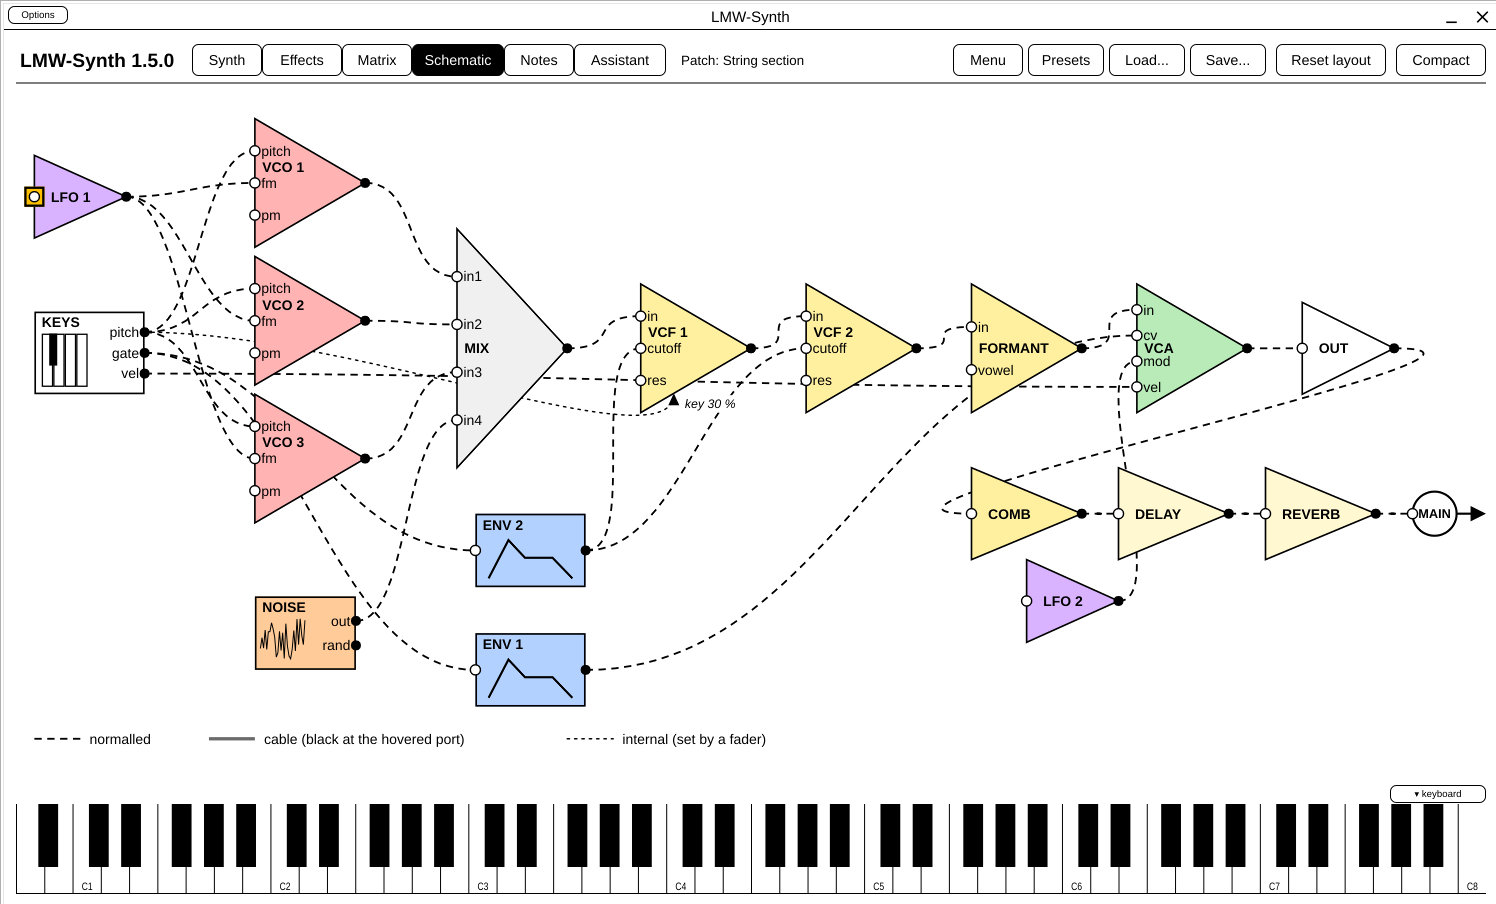 Options
LMW-Synth
LMW-Synth 1.5.0
Synth
Effects
Matrix
Schematic
Notes
Assistant
Patch: String section
Menu
Presets
Load...
Save...
Reset layout
Compact
LFO 1
pitch
VCO 1
fm
pm
KEYS
pitch
gate
vel
pitch
VCO 2
fm
pm
pitch
VCO 3
fm
pm
in1
in2
MIX
in3
in4
in
VCF 1
cutoff
res
key 30 %
in
VCF 2
cutoff
res
in
FORMANT
vowel
in
cv
VCA
mod
vel
OUT
COMB
DELAY
REVERB
MAIN
LFO 2
ENV 2
NOISE
out
rand
ENV 1
normalled
cable (black at the hovered port)
internal (set by a fader)
▾ keyboard
C1
C2
C3
C4
C5
C6
C7
C8